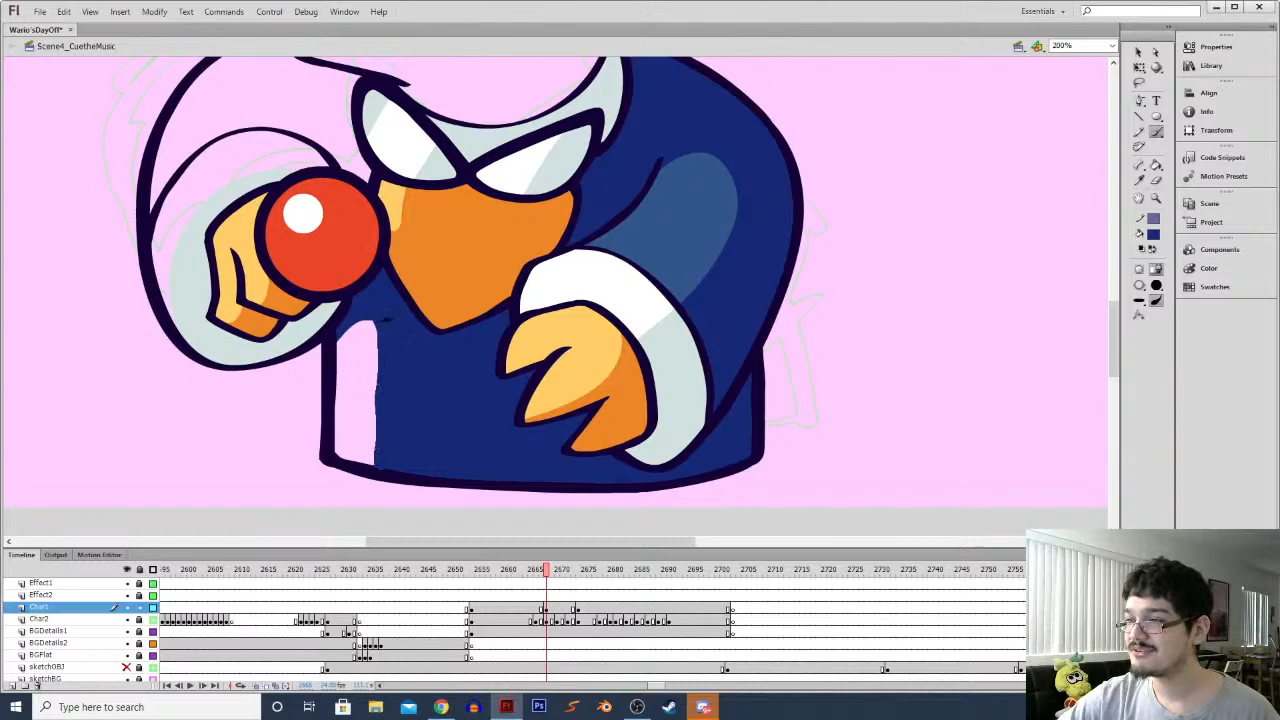 Fl File Edit View Insert Modify Text Commands Control Debug Window Help Essentials
Wario'sDayOff*
Scene4_CuetheMusic 200%
Properties
Library
Align
Info
Transform
Code Snippets
Motion Presets
Scene
Project
Components
Color
Swatches
Timeline Output Motion Editor
2600 2605 2610 2615 2620 2625 2630 2635 2640 2645 2650 2655 2660 2665 2670 2675 2680 2685 2690 2695 2700 2705 2710 2715 2720 2725 2730 2735 2740 2745 2750 2755
Effect1
Effect2
Char1
Char2
BGDetails1
BGDetails2
BGFlat
sketchOBJ
sketchBG
24.00 fps
Type here to search